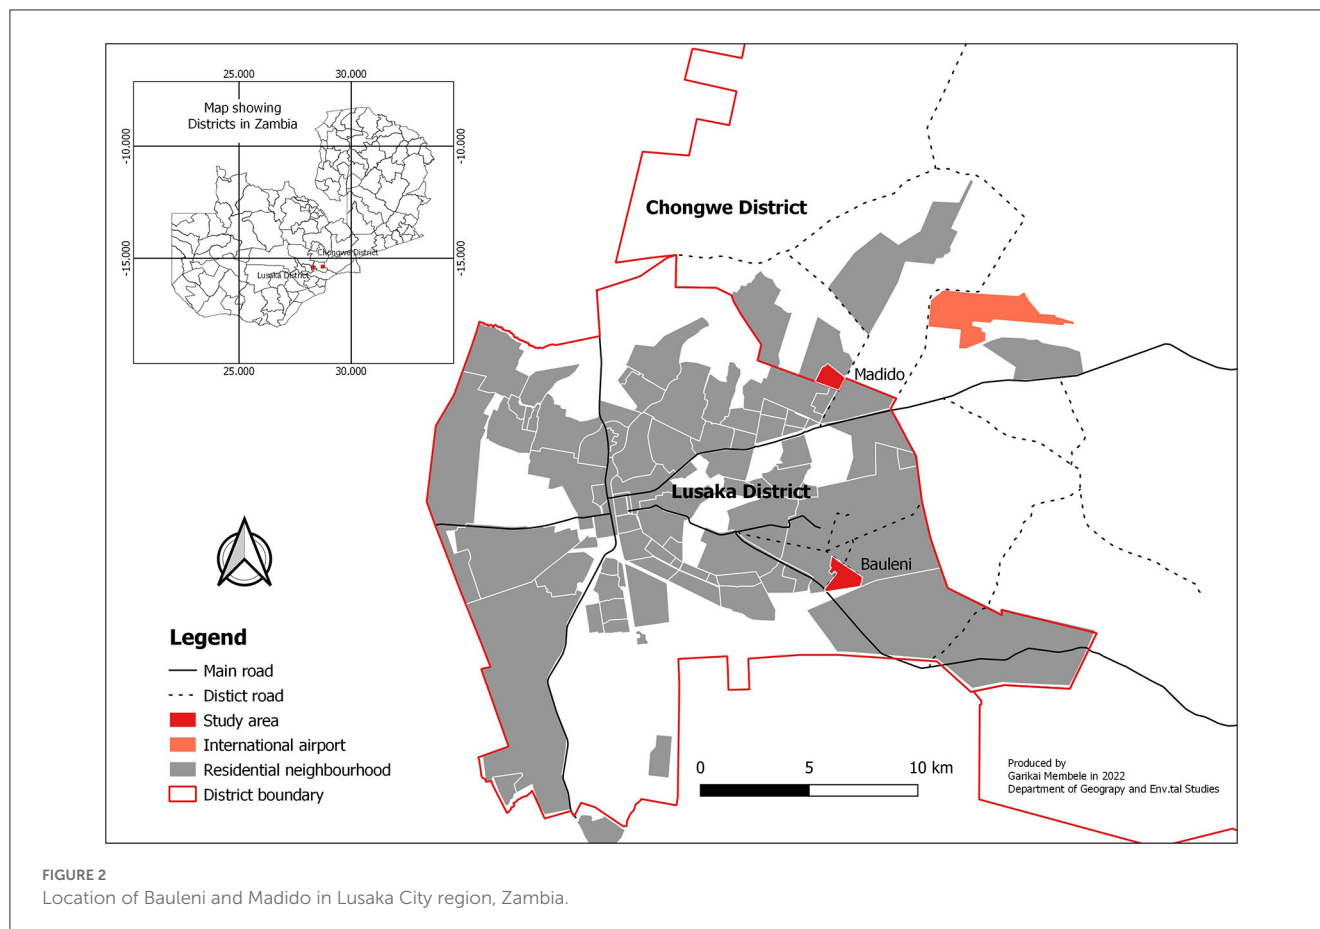 25.000
30.000
Map showing
Districts in Zambia
-10.000
-10.000
-15.000
-15.000
Chongwe District
Lusaka District
25.000
30.000
Chongwe District
Madido
Lusaka District
Bauleni
Legend
Main road
Distict road
Study area
International airport
Residential neighbourhood
District boundary
0
5
10 km
Produced by
Garikai Membele in 2022
Department of Geograpy and Env.tal Studies
FIGURE 2
Location of Bauleni and Madido in Lusaka City region, Zambia.